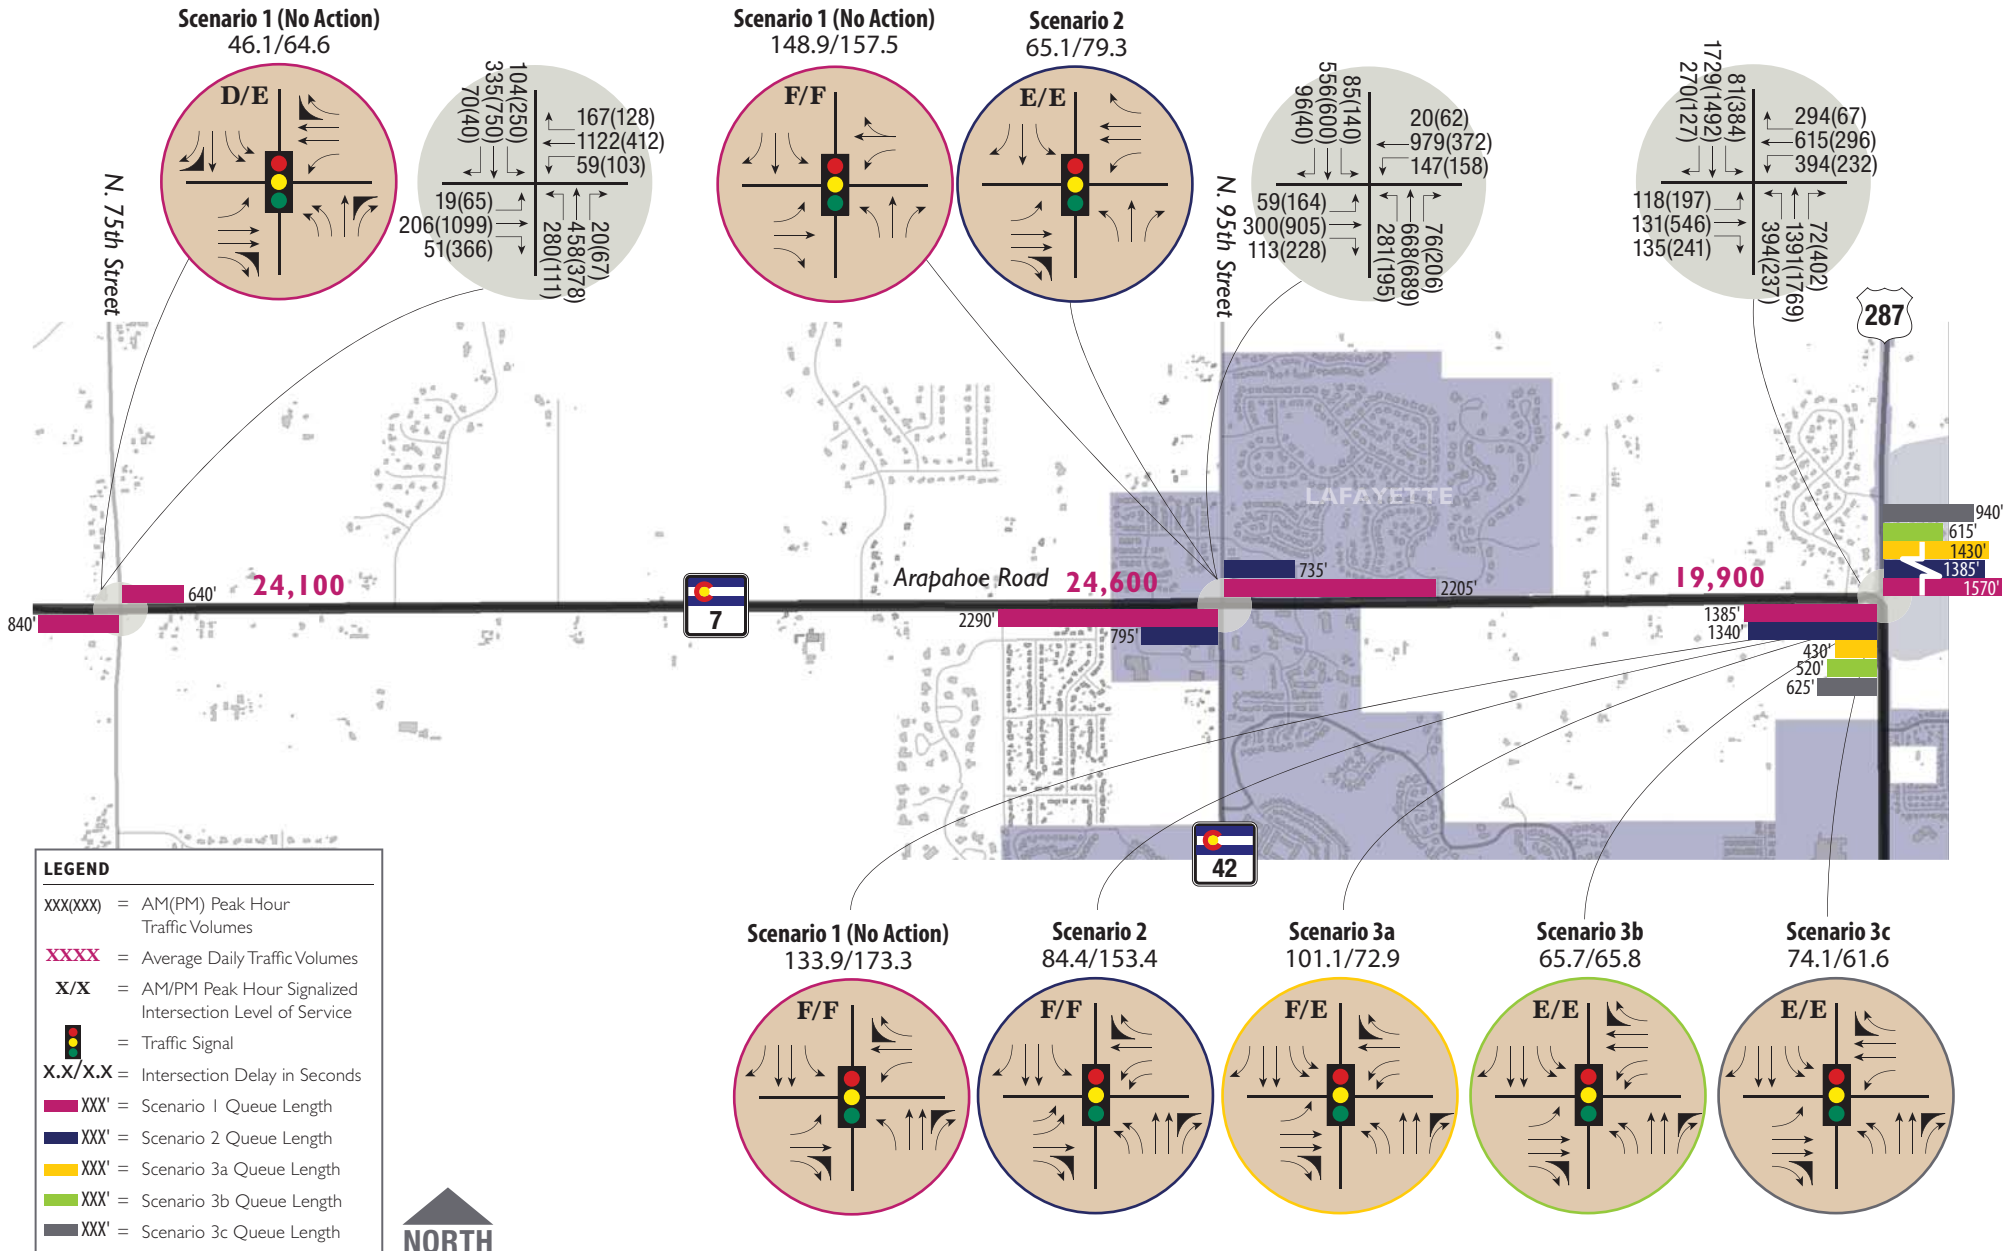 Scenario 1 (No Action)
46.1/64.6
D/E
104(250)
335(750)
70(40)
167(128)
1122(412)
59(103)
19(65)
206(1099)
51(366)
280(111)
458(378)
20(67)
Scenario 1 (No Action)
148.9/157.5
F/F
Scenario 2
65.1/79.3
E/E
85(140)
556(600)
96(40)
20(62)
979(372)
147(158)
59(164)
300(905)
113(228)
281(195)
668(689)
76(206)
81(384)
1729(1492)
270(127)
294(67)
615(296)
394(232)
118(197)
131(546)
135(241)
394(237)
1391(1769)
72(402)
N. 75th Street
N. 95th Street
287
LAFAYETTE
940'
615'
1430'
1385'
1570'
640'
24,100
840'
7
Arapahoe Road
24,600
735'
2205'
2290'
795'
19,900
1385'
1340'
430'
520'
625'
42
LEGEND
XXX(XXX) = AM(PM) Peak Hour
Traffic Volumes
XXXX = Average Daily Traffic Volumes
X/X = AM/PM Peak Hour Signalized
Intersection Level of Service
= Traffic Signal
X.X/X.X = Intersection Delay in Seconds
XXX' = Scenario 1 Queue Length
XXX' = Scenario 2 Queue Length
XXX' = Scenario 3a Queue Length
XXX' = Scenario 3b Queue Length
XXX' = Scenario 3c Queue Length
NORTH
Scenario 1 (No Action)
133.9/173.3
F/F
Scenario 2
84.4/153.4
F/F
Scenario 3a
101.1/72.9
F/E
Scenario 3b
65.7/65.8
E/E
Scenario 3c
74.1/61.6
E/E